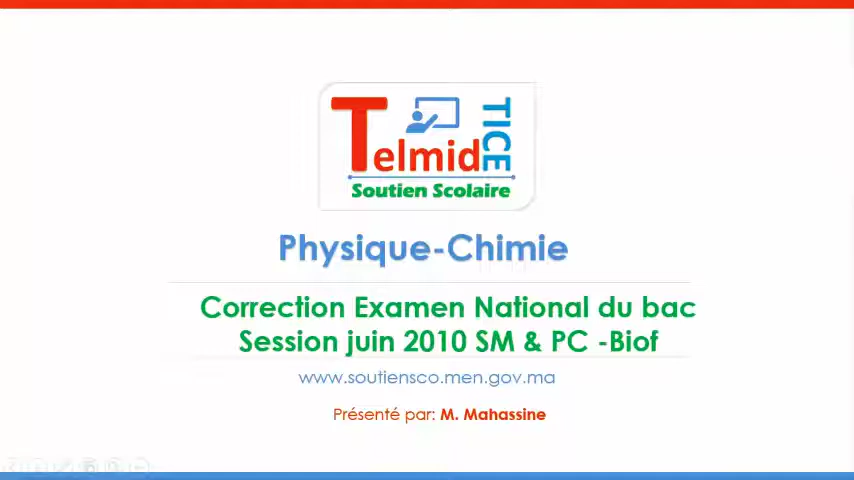 Telmid TICE
Soutien Scolaire
Physique-Chimie
Correction Examen National du bac
Session juin 2010 SM & PC -Biof
www.soutiensco.men.gov.ma
Présenté par: M. Mahassine